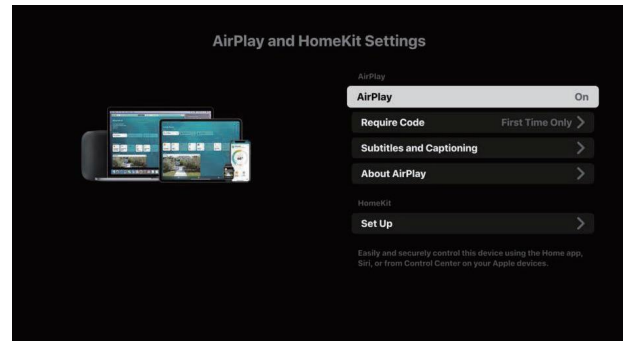 AirPlay and HomeKit Settings
AirPlay
AirPlay On
Require Code First Time Only
Subtitles and Captioning
About AirPlay
HomeKit
Set Up
Easily and securely control this device using the Home app,
Siri, or from Control Center on your Apple devices.